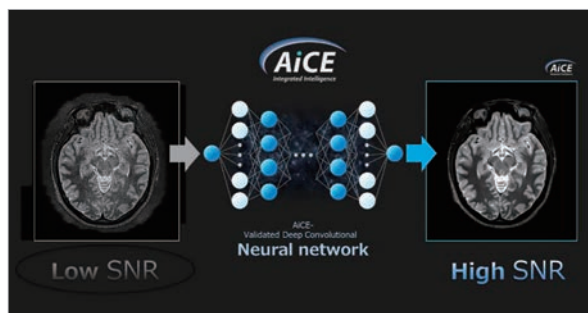 AiCE
Integrated Intelligence
AiCE
AiCE-
Validated Deep Convolutional
Neural network
Low SNR
High SNR